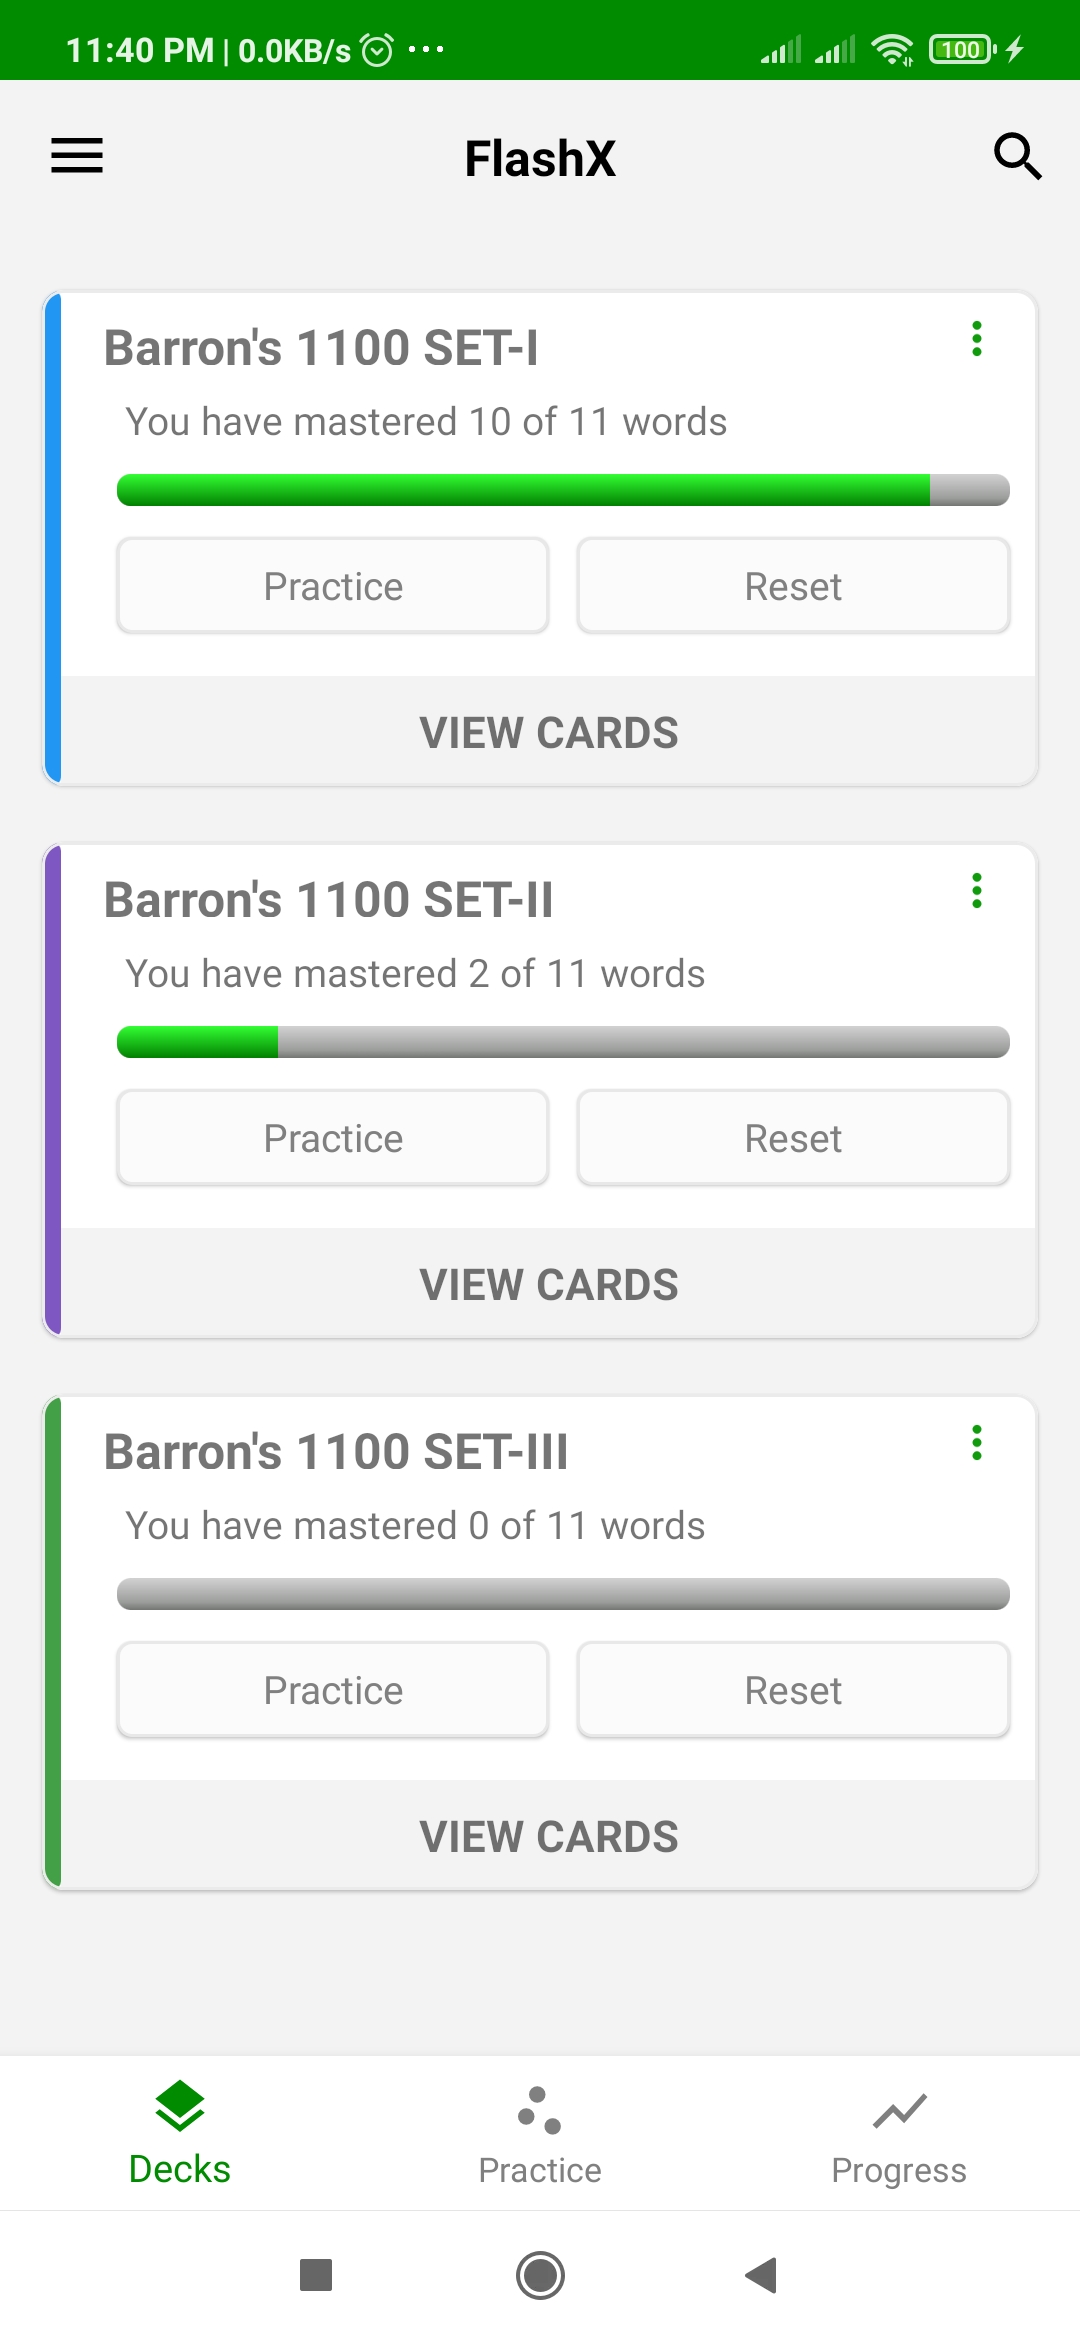 11:40 PM | 0.0KB/s ... 100
FlashX
Barron's 1100 SET-I
You have mastered 10 of 11 words
Practice Reset
VIEW CARDS
Barron's 1100 SET-II
You have mastered 2 of 11 words
Practice Reset
VIEW CARDS
Barron's 1100 SET-III
You have mastered 0 of 11 words
Practice Reset
VIEW CARDS
Decks Practice Progress